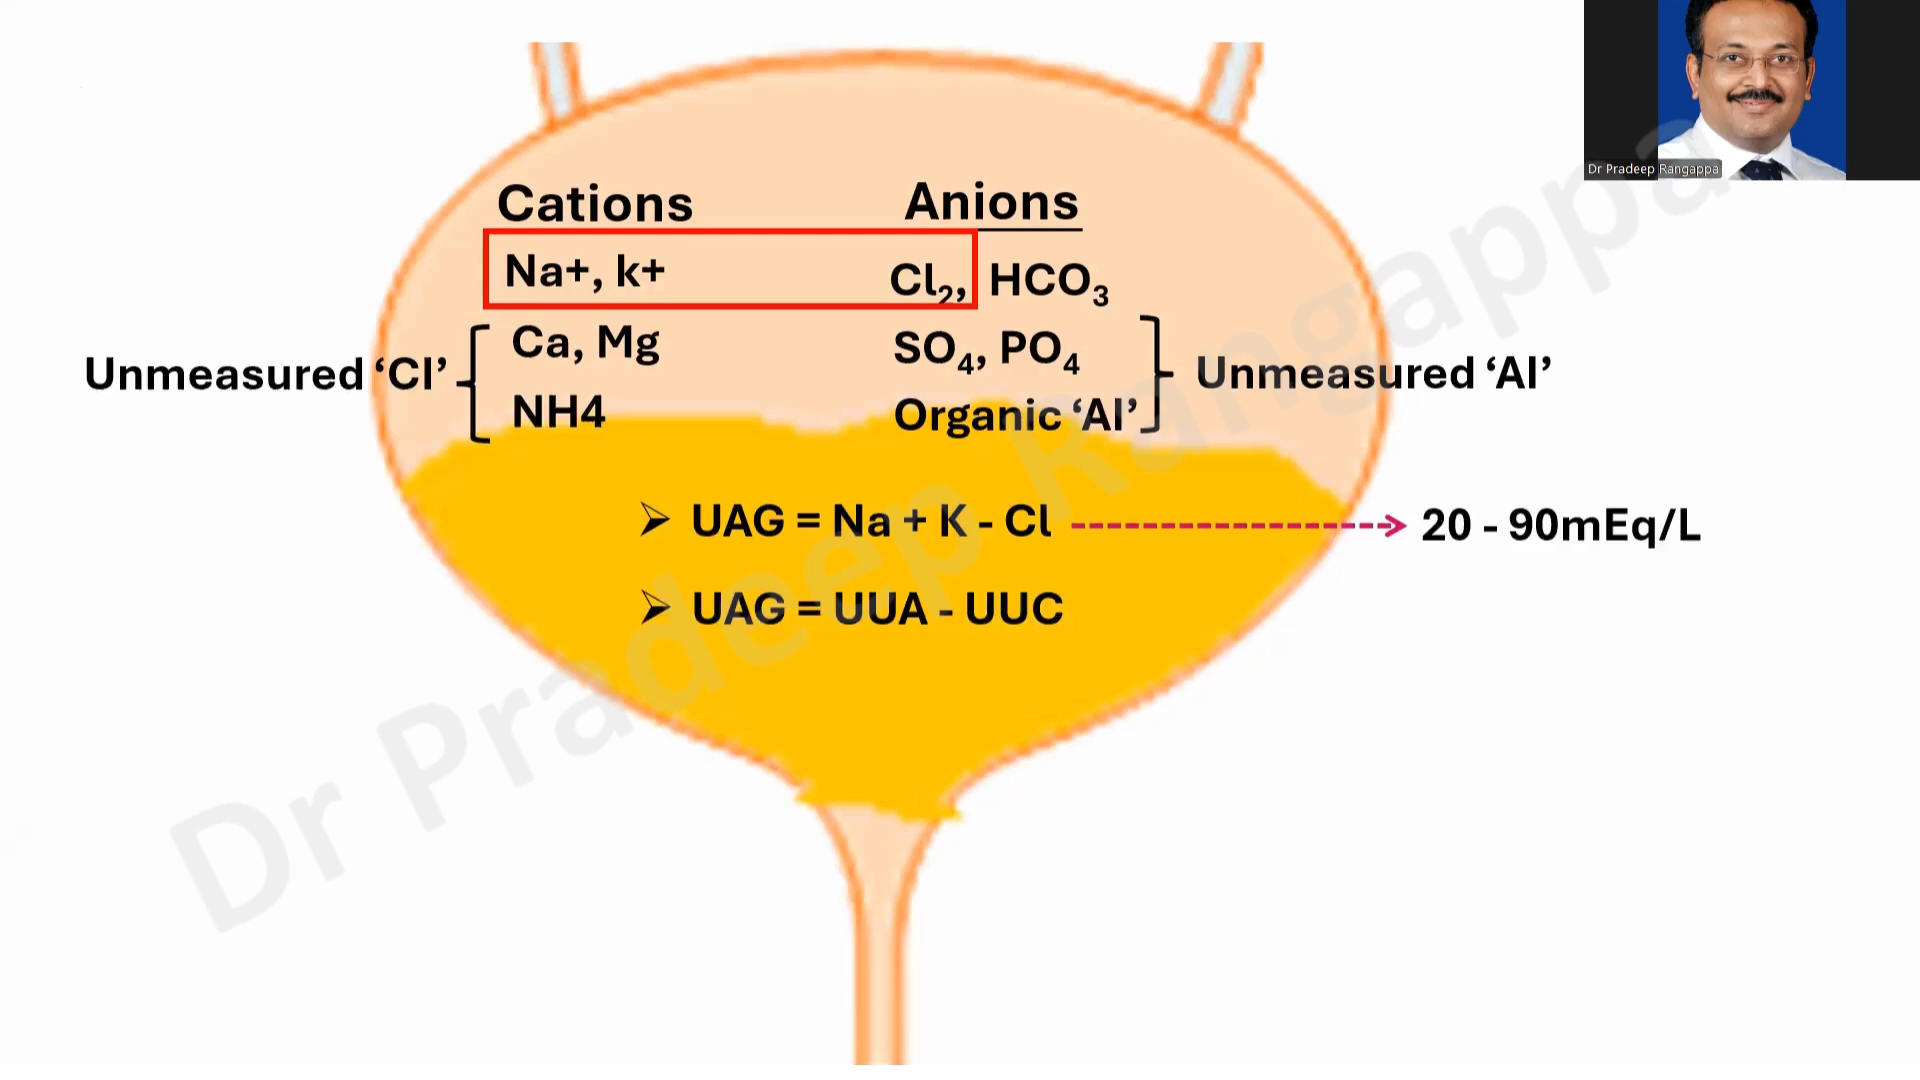 Dr Pradeep Rangappa
Cations Anions
Na+, k+ Cl₂, HCO₃
Ca, Mg SO₄, PO₄
Unmeasured ‘Cl’ Unmeasured ‘Al’
NH4 Organic ‘Al’
➢ UAG = Na + K - Cl 20 - 90mEq/L
➢ UAG = UUA - UUC
Dr Pradeep Rangappa